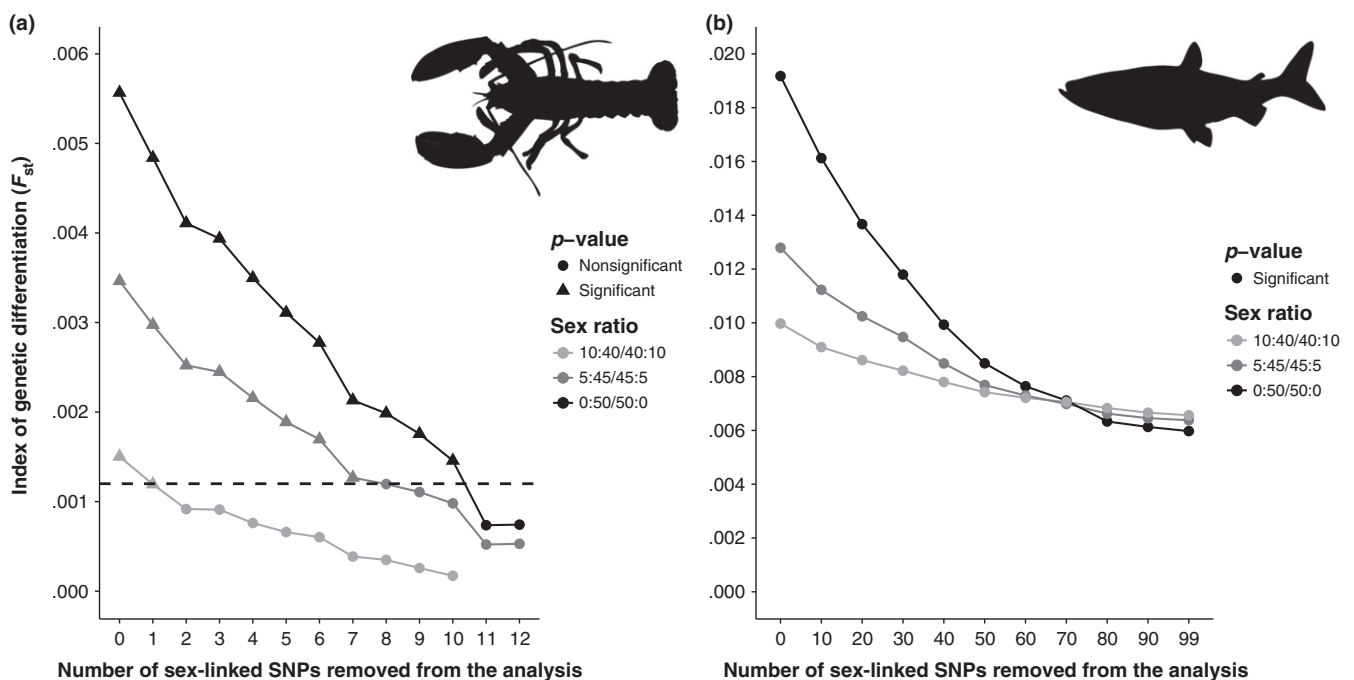 (a)
Index of genetic differentiation (Fst)
.006
.005
.004
.003
.002
.001
.000
0 1 2 3 4 5 6 7 8 9 10 11 12
Number of sex-linked SNPs removed from the analysis
p–value
Nonsignificant
Significant
Sex ratio
10:40/40:10
5:45/45:5
0:50/50:0
(b)
.020
.018
.016
.014
.012
.010
.008
.006
.004
.002
.000
0 10 20 30 40 50 60 70 80 90 99
Number of sex-linked SNPs removed from the analysis
p–value
Significant
Sex ratio
10:40/40:10
5:45/45:5
0:50/50:0